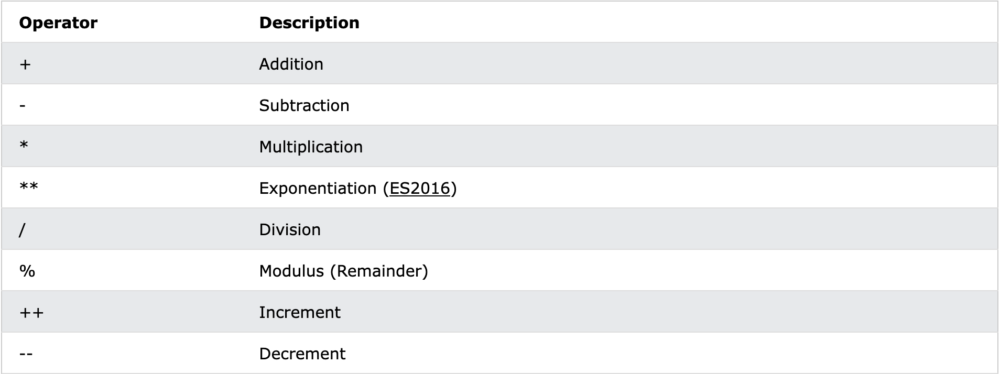 Operator Description
+ Addition
- Subtraction
* Multiplication
** Exponentiation (ES2016)
/ Division
% Modulus (Remainder)
++ Increment
-- Decrement